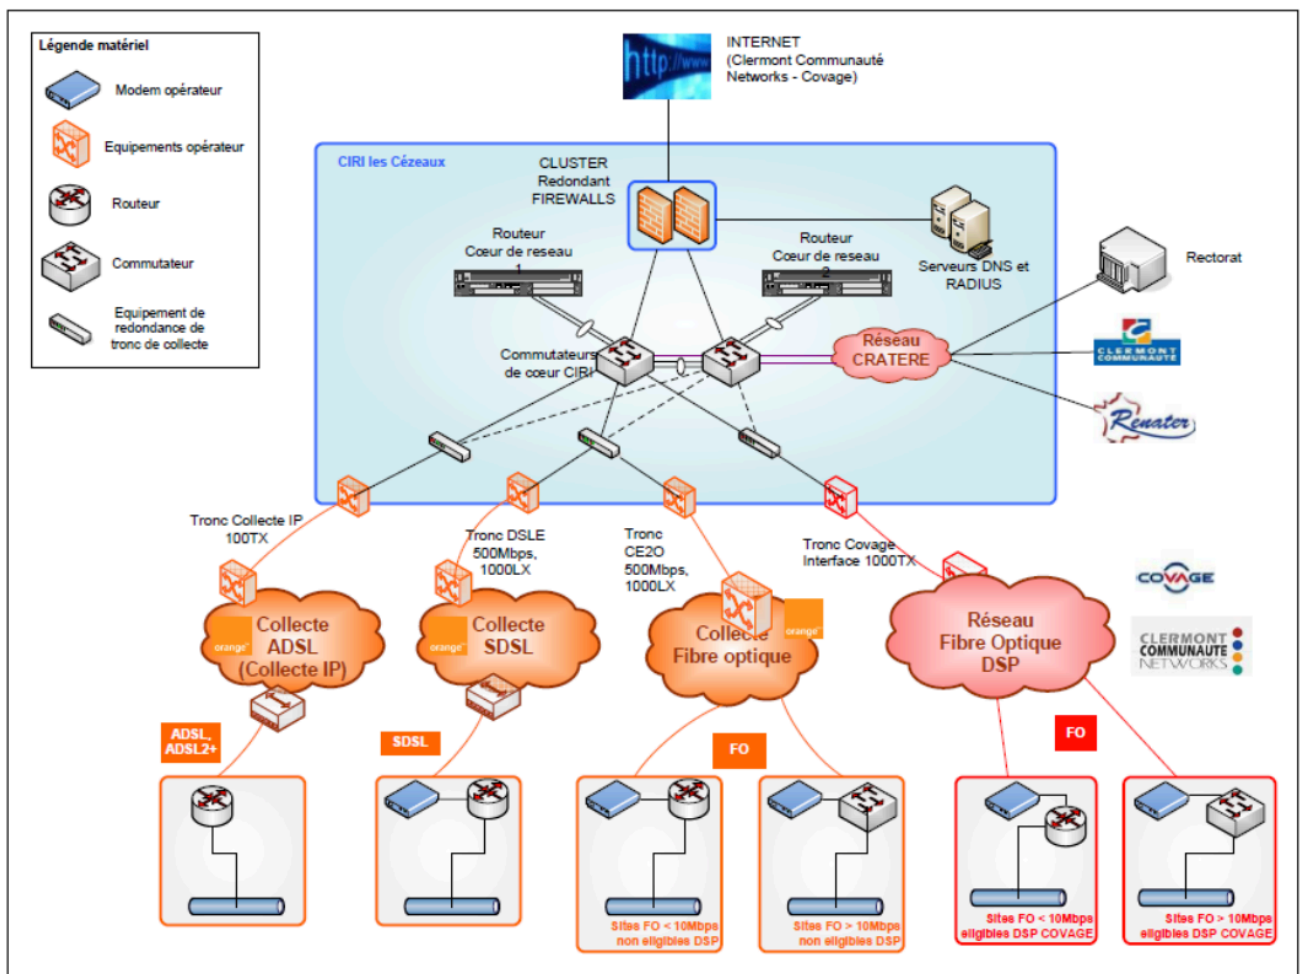 Légende matériel
Modem opérateur
Equipements opérateur
Routeur
Commutateur
Equipement de
redondance de
tronc de collecte
http://www
INTERNET
(Clermont Communauté
Networks - Covage)
CIRI les Cézeaux
CLUSTER
Redondant
FIREWALLS
Routeur
Cœur de reseau
1
Routeur
Cœur de reseau
2
Serveurs DNS et
RADIUS
Rectorat
CLERMONT
COMMUNAUTÉ
Renater
Commutateurs
de cœur CIRI
Réseau
CRATERE
Tronc Collecte IP
100TX
Tronc DSLE
500Mbps,
1000LX
Tronc
CE2O
500Mbps,
1000LX
Tronc Covage
Interface 1000TX
COVAGE
CLERMONT
COMMUNAUTE
NETWORKS
orange
Collecte
ADSL
(Collecte IP)
orange
Collecte
SDSL
orange
Collecte
Fibre optique
Réseau
Fibre Optique
DSP
ADSL,
ADSL2+
SDSL
FO
FO
Sites FO < 10Mbps
non eligibles DSP
Sites FO > 10Mbps
non eligibles DSP
Sites FO < 10Mbps
eligibles DSP COVAGE
Sites FO > 10Mbps
eligibles DSP COVAGE